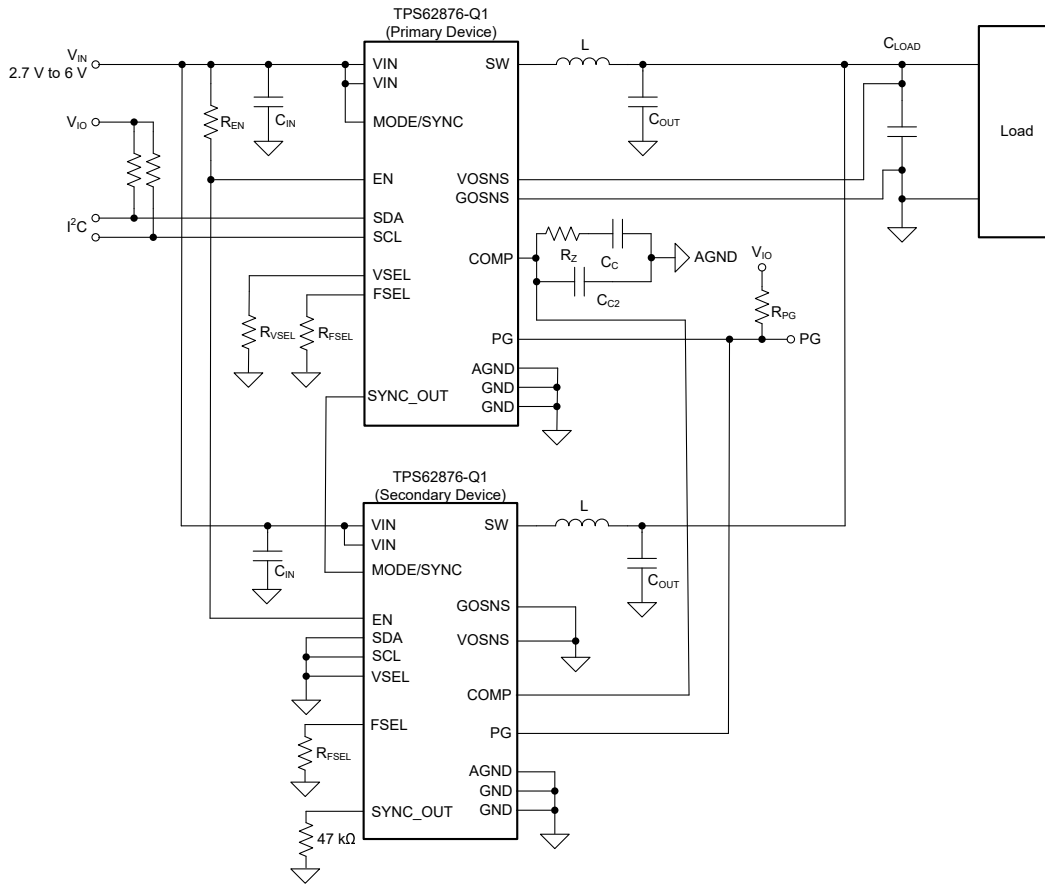 TPS62876-Q1
(Primary Device)
VIN
2.7 V to 6 V
VIN
VIN
SW
L
CLOAD
REN
CIN
MODE/SYNC
COUT
Load
VIO
EN
VOSNS
GOSNS
I2C
SDA
SCL
COMP
RZ
CC
AGND
VIO
VSEL
FSEL
CC2
RPG
RVSEL
RFSEL
PG
PG
AGND
GND
GND
SYNC_OUT
TPS62876-Q1
(Secondary Device)
VIN
VIN
SW
L
CIN
MODE/SYNC
COUT
EN
GOSNS
SDA
SCL
VOSNS
VSEL
COMP
FSEL
PG
RFSEL
AGND
GND
SYNC_OUT
GND
47 kΩ